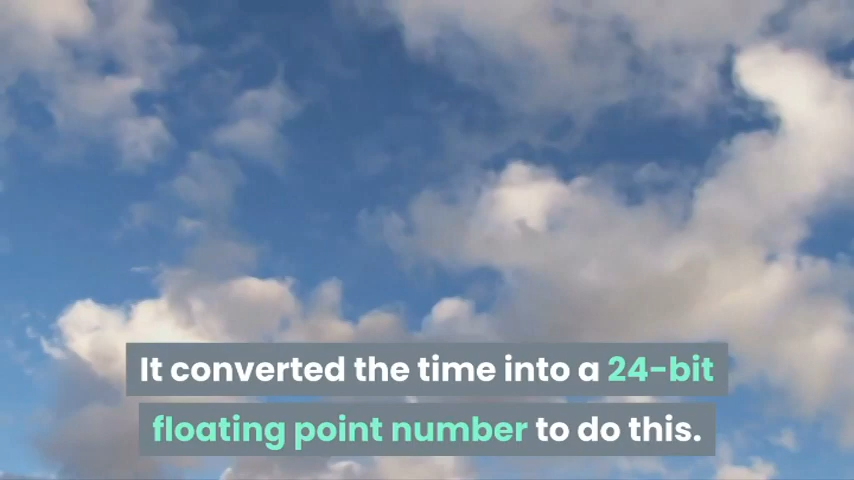 It converted the time into a 24-bit
floating point number to do this.